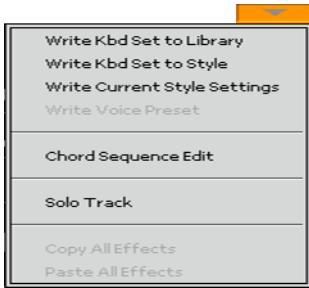 Write Kbd Set to Library
Write Kbd Set to Style
Write Current Style Settings
Write Voice Preset
Chord Sequence Edit
Solo Track
Copy All Effects
Paste All Effects